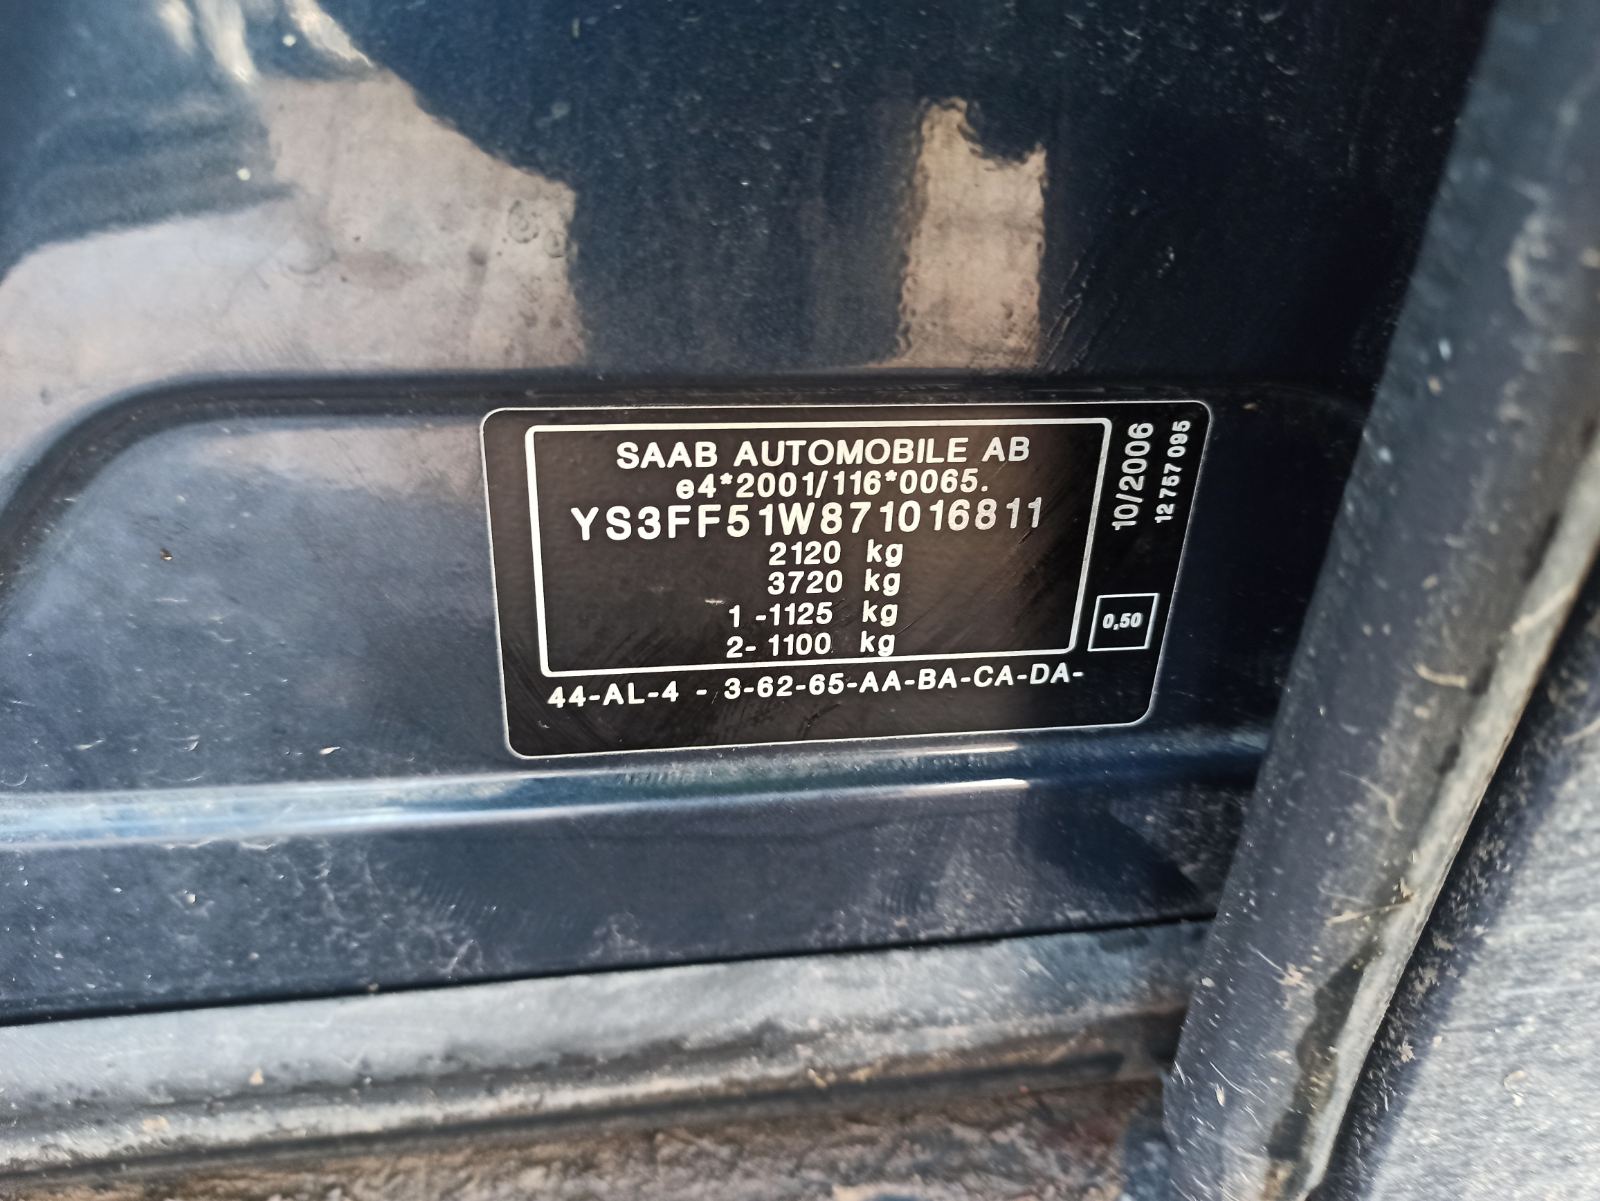 SAAB AUTOMOBILE AB
e4*2001/116*0065.
YS3FF51W871016811
2120 kg
3720 kg
1 -1125 kg
2- 1100 kg
44-AL-4 - 3-62-65-AA-BA-CA-DA-
10/2006
12 757 095
0,50